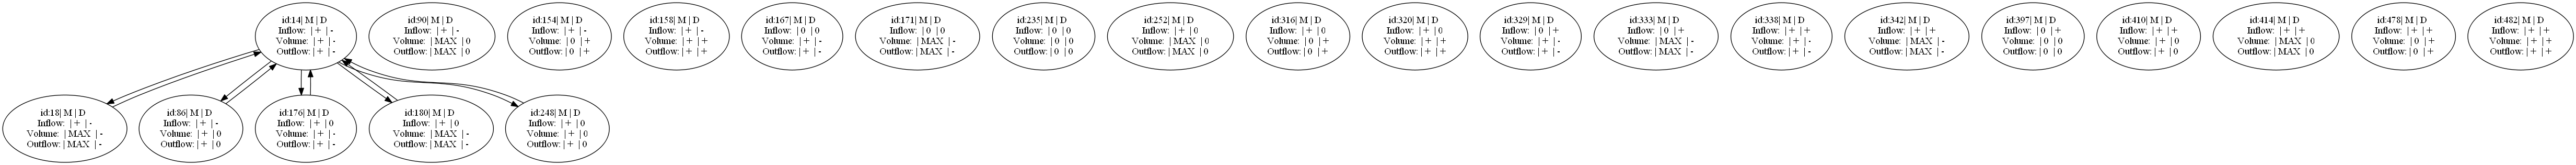 id:14| M | D
Inflow: | + | -
Volume: | + | -
Outflow: | + | -
id:90| M | D
Inflow: | + | -
Volume: | MAX | 0
Outflow: | MAX | 0
id:154| M | D
Inflow: | + | -
Volume: | 0 | +
Outflow: | 0 | +
id:158| M | D
Inflow: | + | -
Volume: | + | +
Outflow: | + | +
id:167| M | D
Inflow: | 0 | 0
Volume: | + | -
Outflow: | + | -
id:171| M | D
Inflow: | 0 | 0
Volume: | MAX | -
Outflow: | MAX | -
id:235| M | D
Inflow: | 0 | 0
Volume: | 0 | 0
Outflow: | 0 | 0
id:252| M | D
Inflow: | + | 0
Volume: | MAX | 0
Outflow: | MAX | 0
id:316| M | D
Inflow: | + | 0
Volume: | 0 | +
Outflow: | 0 | +
id:320| M | D
Inflow: | + | 0
Volume: | + | +
Outflow: | + | +
id:329| M | D
Inflow: | 0 | +
Volume: | + | -
Outflow: | + | -
id:333| M | D
Inflow: | 0 | +
Volume: | MAX | -
Outflow: | MAX | -
id:338| M | D
Inflow: | + | +
Volume: | + | -
Outflow: | + | -
id:342| M | D
Inflow: | + | +
Volume: | MAX | -
Outflow: | MAX | -
id:397| M | D
Inflow: | 0 | +
Volume: | 0 | 0
Outflow: | 0 | 0
id:410| M | D
Inflow: | + | +
Volume: | + | 0
Outflow: | + | 0
id:414| M | D
Inflow: | + | +
Volume: | MAX | 0
Outflow: | MAX | 0
id:478| M | D
Inflow: | + | +
Volume: | 0 | +
Outflow: | 0 | +
id:482| M | D
Inflow: | + | +
Volume: | + | +
Outflow: | + | +
id:18| M | D
Inflow: | + | -
Volume: | MAX | -
Outflow: | MAX | -
id:86| M | D
Inflow: | + | -
Volume: | + | 0
Outflow: | + | 0
id:176| M | D
Inflow: | + | 0
Volume: | + | -
Outflow: | + | -
id:180| M | D
Inflow: | + | 0
Volume: | MAX | -
Outflow: | MAX | -
id:248| M | D
Inflow: | + | 0
Volume: | + | 0
Outflow: | + | 0